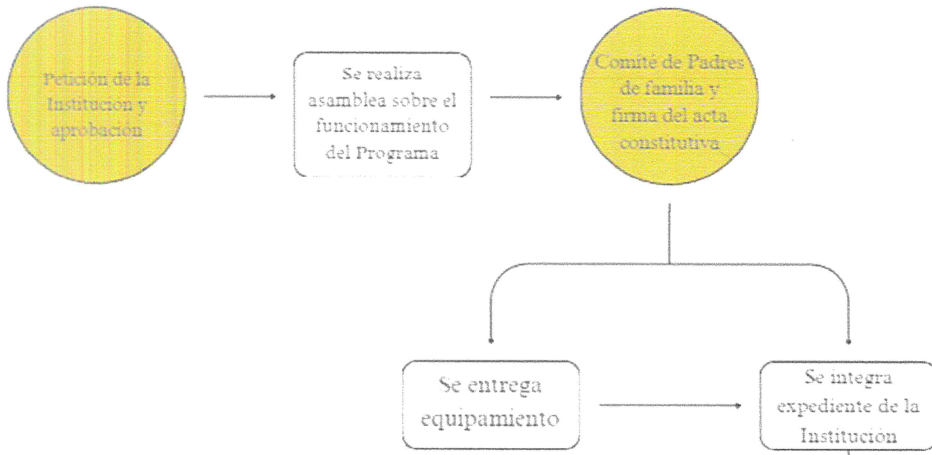 Petición de la
Institución y
aprobación
Se realiza
asamblea sobre el
funcionamiento
del Programa
Comité de Padres
de familia y
firma del acta
constitutiva
Se entrega
equipamiento
Se integra
expediente de la
Institución